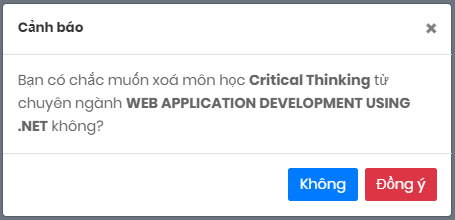 Cảnh báo ×
Bạn có chắc muốn xoá môn học Critical Thinking từ
chuyên ngành WEB APPLICATION DEVELOPMENT USING
.NET không?
Không Đồng ý